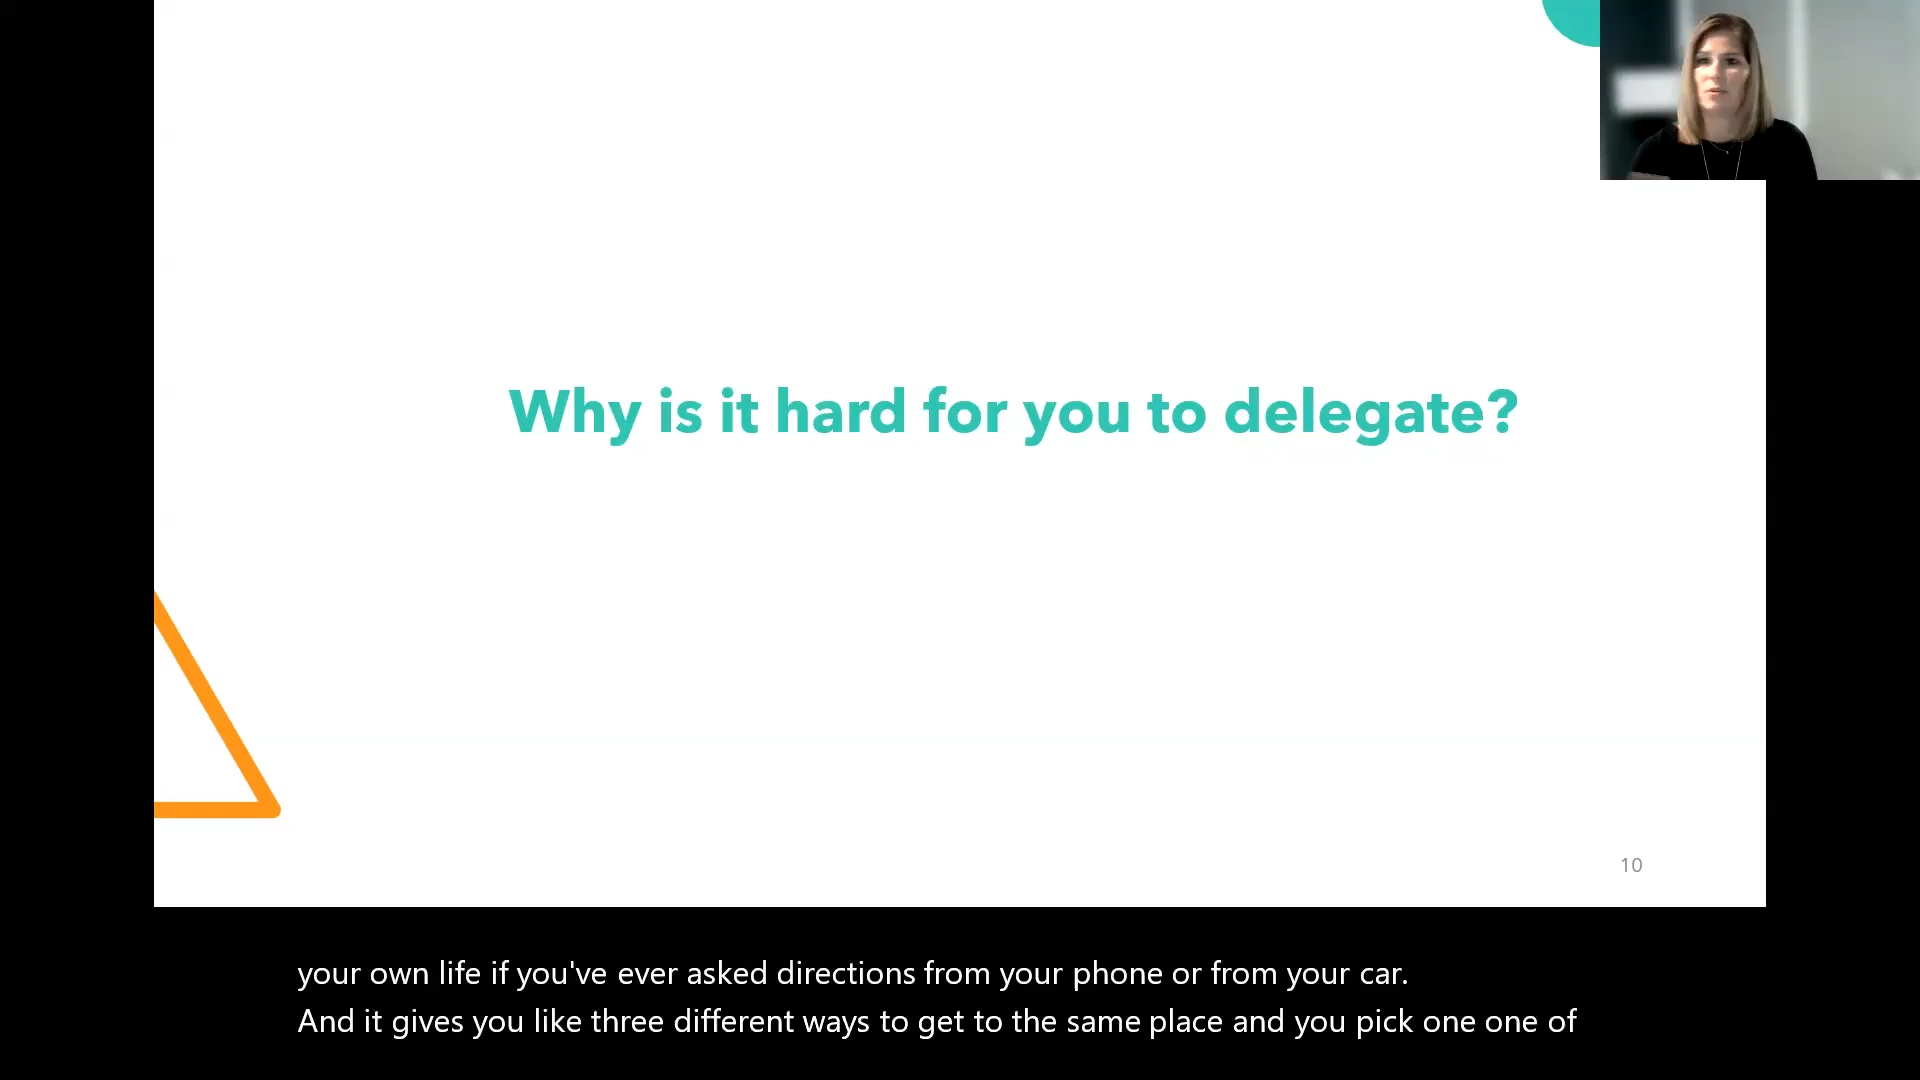 Why is it hard for you to delegate?
10
your own life if you've ever asked directions from your phone or from your car.
And it gives you like three different ways to get to the same place and you pick one one of